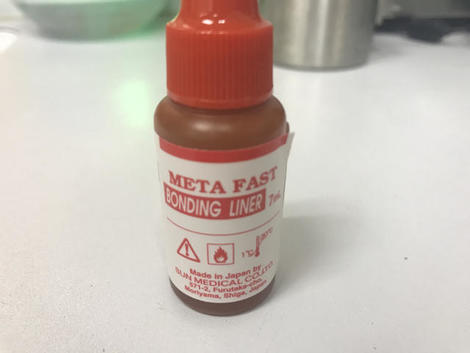 META FAST
BONDING LINER 7mL
1°C 30°C
Made in Japan by
SUN MEDICAL CO.,LTD.
571-2, Furutaka-cho,
Moriyama, Shiga, Japan